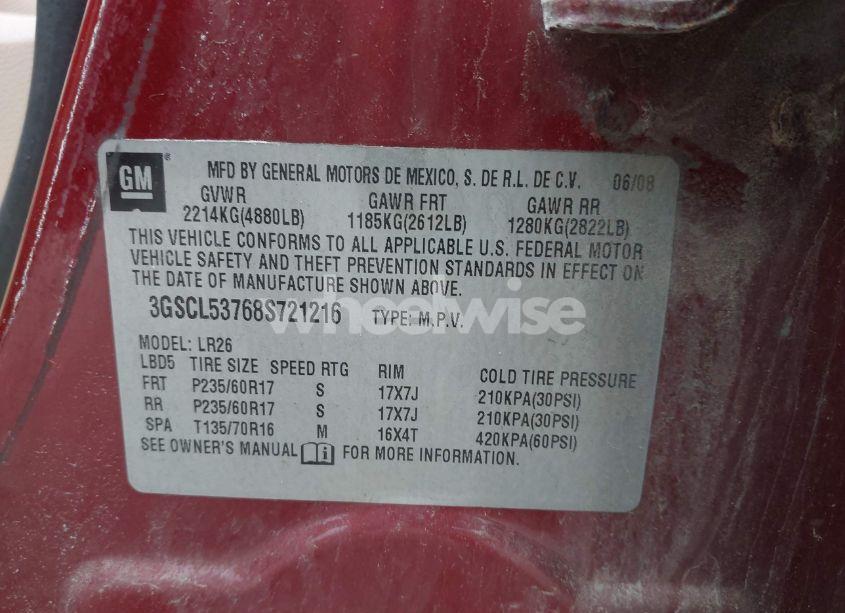 GM
MFD BY GENERAL MOTORS DE MEXICO, S. DE R.L. DE C.V. 06/08
GVWR GAWR FRT GAWR RR
2214KG(4880LB) 1185KG(2612LB) 1280KG(2822LB)
THIS VEHICLE CONFORMS TO ALL APPLICABLE U.S. FEDERAL MOTOR
VEHICLE SAFETY AND THEFT PREVENTION STANDARDS IN EFFECT ON
THE DATE OF MANUFACTURE SHOWN ABOVE.
3GSCL53768S721216 TYPE: M.P.V.
wheelwise
MODEL: LR26
LBD5 TIRE SIZE SPEED RTG RIM COLD TIRE PRESSURE
FRT P235/60R17 S 17X7J 210KPA(30PSI)
RR P235/60R17 S 17X7J 210KPA(30PSI)
SPA T135/70R16 M 16X4T 420KPA(60PSI)
SEE OWNER'S MANUAL FOR MORE INFORMATION.